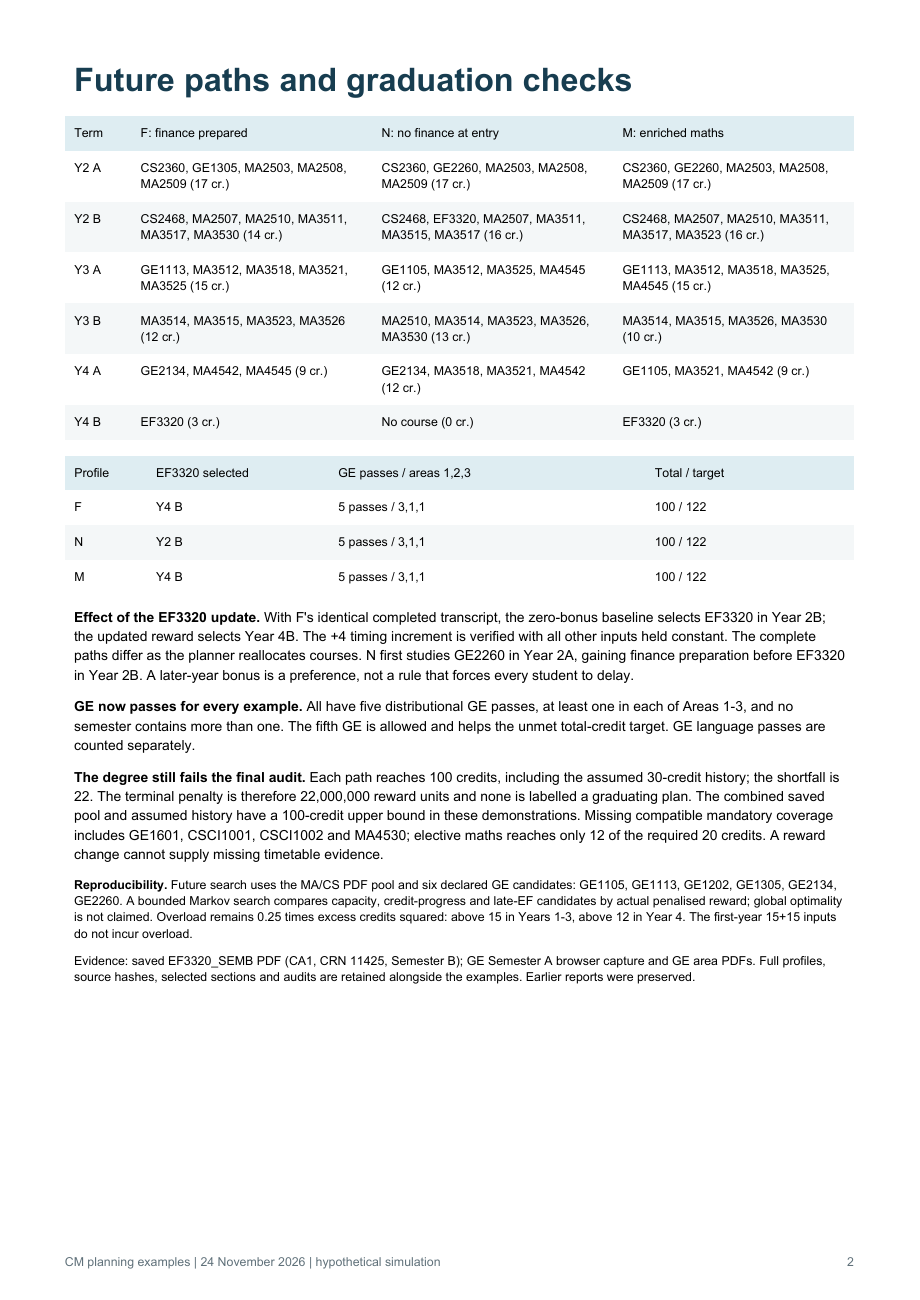 Future paths and graduation checks
Term F: finance prepared N: no finance at entry M: enriched maths
Y2 A CS2360, GE1305, MA2503, MA2508, CS2360, GE2260, MA2503, MA2508, CS2360, GE2260, MA2503, MA2508,
MA2509 (17 cr.) MA2509 (17 cr.) MA2509 (17 cr.)
Y2 B CS2468, MA2507, MA2510, MA3511, CS2468, EF3320, MA2507, MA3511, CS2468, MA2507, MA2510, MA3511,
MA3517, MA3530 (14 cr.) MA3515, MA3517 (16 cr.) MA3517, MA3523 (16 cr.)
Y3 A GE1113, MA3512, MA3518, MA3521, GE1105, MA3512, MA3525, MA4545 GE1113, MA3512, MA3518, MA3525,
MA3525 (15 cr.) (12 cr.) MA4545 (15 cr.)
Y3 B MA3514, MA3515, MA3523, MA3526 MA2510, MA3514, MA3523, MA3526, MA3514, MA3515, MA3526, MA3530
(12 cr.) MA3530 (13 cr.) (10 cr.)
Y4 A GE2134, MA4542, MA4545 (9 cr.) GE2134, MA3518, MA3521, MA4542 GE1105, MA3521, MA4542 (9 cr.)
(12 cr.)
Y4 B EF3320 (3 cr.) No course (0 cr.) EF3320 (3 cr.)
Profile EF3320 selected GE passes / areas 1,2,3 Total / target
F Y4 B 5 passes / 3,1,1 100 / 122
N Y2 B 5 passes / 3,1,1 100 / 122
M Y4 B 5 passes / 3,1,1 100 / 122
Effect of the EF3320 update. With F's identical completed transcript, the zero-bonus baseline selects EF3320 in Year 2B;
the updated reward selects Year 4B. The +4 timing increment is verified with all other inputs held constant. The complete
paths differ as the planner reallocates courses. N first studies GE2260 in Year 2A, gaining finance preparation before EF3320
in Year 2B. A later-year bonus is a preference, not a rule that forces every student to delay.
GE now passes for every example. All have five distributional GE passes, at least one in each of Areas 1-3, and no
semester contains more than one. The fifth GE is allowed and helps the unmet total-credit target. GE language passes are
counted separately.
The degree still fails the final audit. Each path reaches 100 credits, including the assumed 30-credit history; the shortfall is
22. The terminal penalty is therefore 22,000,000 reward units and none is labelled a graduating plan. The combined saved
pool and assumed history have a 100-credit upper bound in these demonstrations. Missing compatible mandatory coverage
includes GE1601, CSCI1001, CSCI1002 and MA4530; elective maths reaches only 12 of the required 20 credits. A reward
change cannot supply missing timetable evidence.
Reproducibility. Future search uses the MA/CS PDF pool and six declared GE candidates: GE1105, GE1113, GE1202, GE1305, GE2134,
GE2260. A bounded Markov search compares capacity, credit-progress and late-EF candidates by actual penalised reward; global optimality
is not claimed. Overload remains 0.25 times excess credits squared: above 15 in Years 1-3, above 12 in Year 4. The first-year 15+15 inputs
do not incur overload.
Evidence: saved EF3320_SEMB PDF (CA1, CRN 11425, Semester B); GE Semester A browser capture and GE area PDFs. Full profiles,
source hashes, selected sections and audits are retained alongside the examples. Earlier reports were preserved.
CM planning examples | 24 November 2026 | hypothetical simulation 2